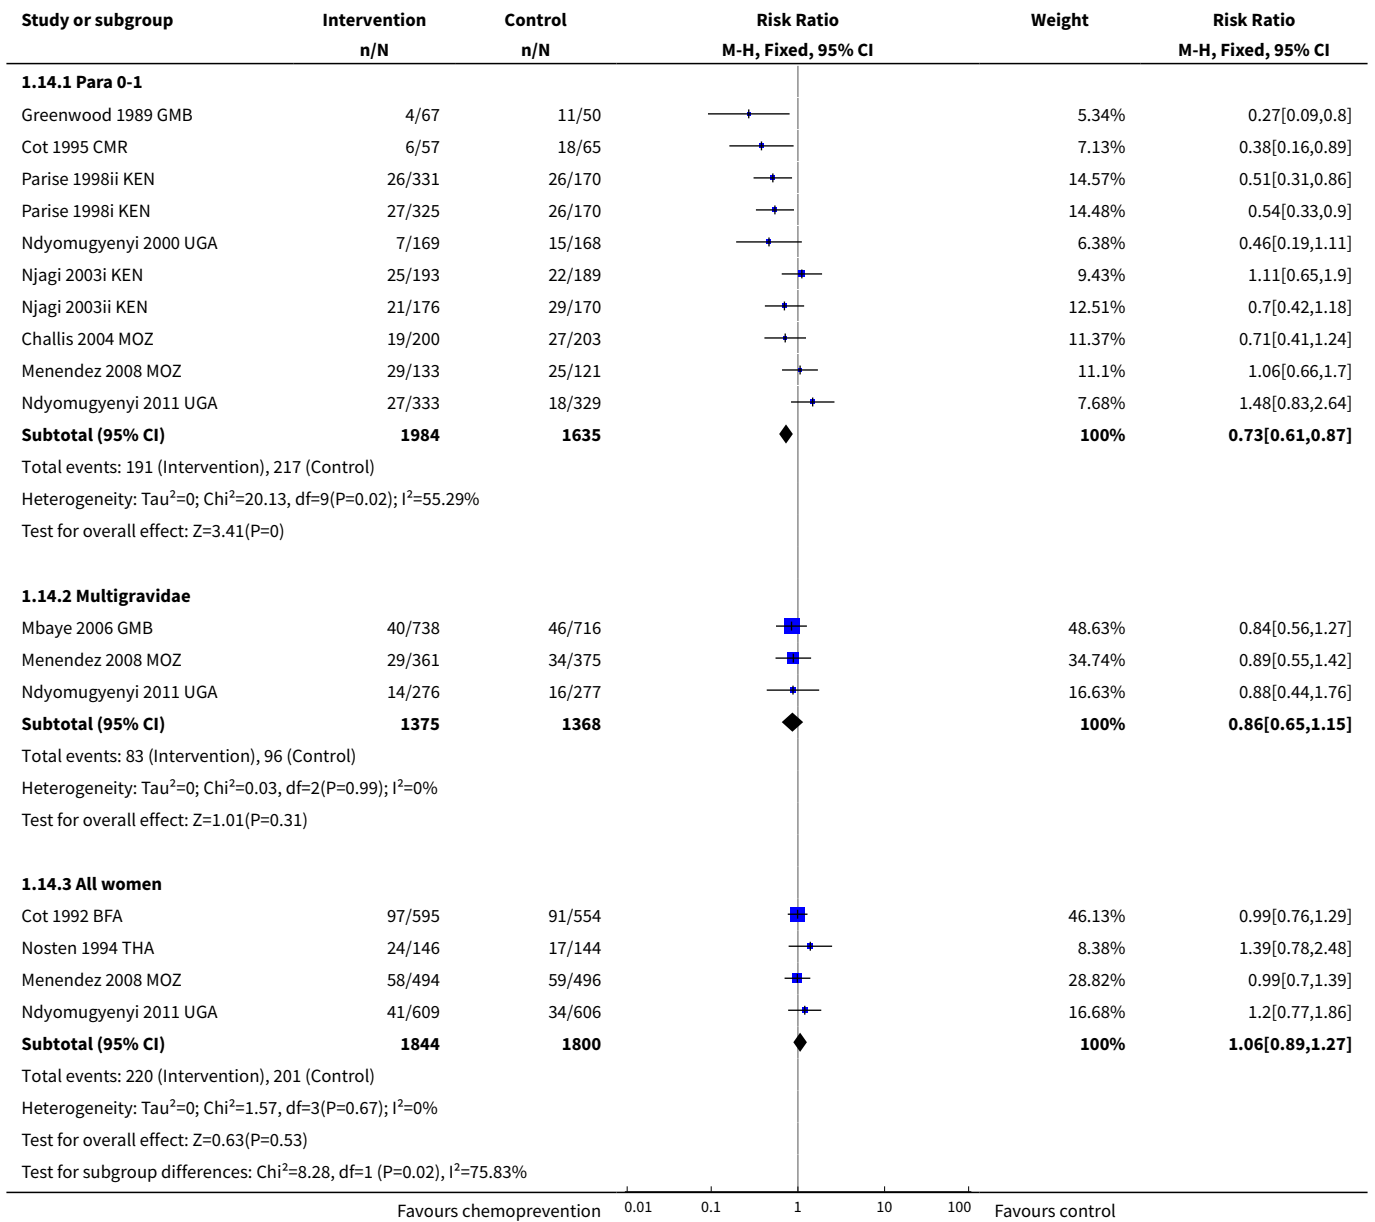 Study or subgroup Intervention Control Risk Ratio Weight Risk Ratio
n/N n/N M-H, Fixed, 95% CI M-H, Fixed, 95% CI
1.14.1 Para 0-1
Greenwood 1989 GMB 4/67 11/50 5.34% 0.27[0.09,0.8]
Cot 1995 CMR 6/57 18/65 7.13% 0.38[0.16,0.89]
Parise 1998ii KEN 26/331 26/170 14.57% 0.51[0.31,0.86]
Parise 1998i KEN 27/325 26/170 14.48% 0.54[0.33,0.9]
Ndyomugyenyi 2000 UGA 7/169 15/168 6.38% 0.46[0.19,1.11]
Njagi 2003i KEN 25/193 22/189 9.43% 1.11[0.65,1.9]
Njagi 2003ii KEN 21/176 29/170 12.51% 0.7[0.42,1.18]
Challis 2004 MOZ 19/200 27/203 11.37% 0.71[0.41,1.24]
Menendez 2008 MOZ 29/133 25/121 11.1% 1.06[0.66,1.7]
Ndyomugyenyi 2011 UGA 27/333 18/329 7.68% 1.48[0.83,2.64]
Subtotal (95% CI) 1984 1635 100% 0.73[0.61,0.87]
Total events: 191 (Intervention), 217 (Control)
Heterogeneity: Tau²=0; Chi²=20.13, df=9(P=0.02); I²=55.29%
Test for overall effect: Z=3.41(P=0)
1.14.2 Multigravidae
Mbaye 2006 GMB 40/738 46/716 48.63% 0.84[0.56,1.27]
Menendez 2008 MOZ 29/361 34/375 34.74% 0.89[0.55,1.42]
Ndyomugyenyi 2011 UGA 14/276 16/277 16.63% 0.88[0.44,1.76]
Subtotal (95% CI) 1375 1368 100% 0.86[0.65,1.15]
Total events: 83 (Intervention), 96 (Control)
Heterogeneity: Tau²=0; Chi²=0.03, df=2(P=0.99); I²=0%
Test for overall effect: Z=1.01(P=0.31)
1.14.3 All women
Cot 1992 BFA 97/595 91/554 46.13% 0.99[0.76,1.29]
Nosten 1994 THA 24/146 17/144 8.38% 1.39[0.78,2.48]
Menendez 2008 MOZ 58/494 59/496 28.82% 0.99[0.7,1.39]
Ndyomugyenyi 2011 UGA 41/609 34/606 16.68% 1.2[0.77,1.86]
Subtotal (95% CI) 1844 1800 100% 1.06[0.89,1.27]
Total events: 220 (Intervention), 201 (Control)
Heterogeneity: Tau²=0; Chi²=1.57, df=3(P=0.67); I²=0%
Test for overall effect: Z=0.63(P=0.53)
Test for subgroup differences: Chi²=8.28, df=1 (P=0.02), I²=75.83%
Favours chemoprevention 0.01 0.1 1 10 100 Favours control